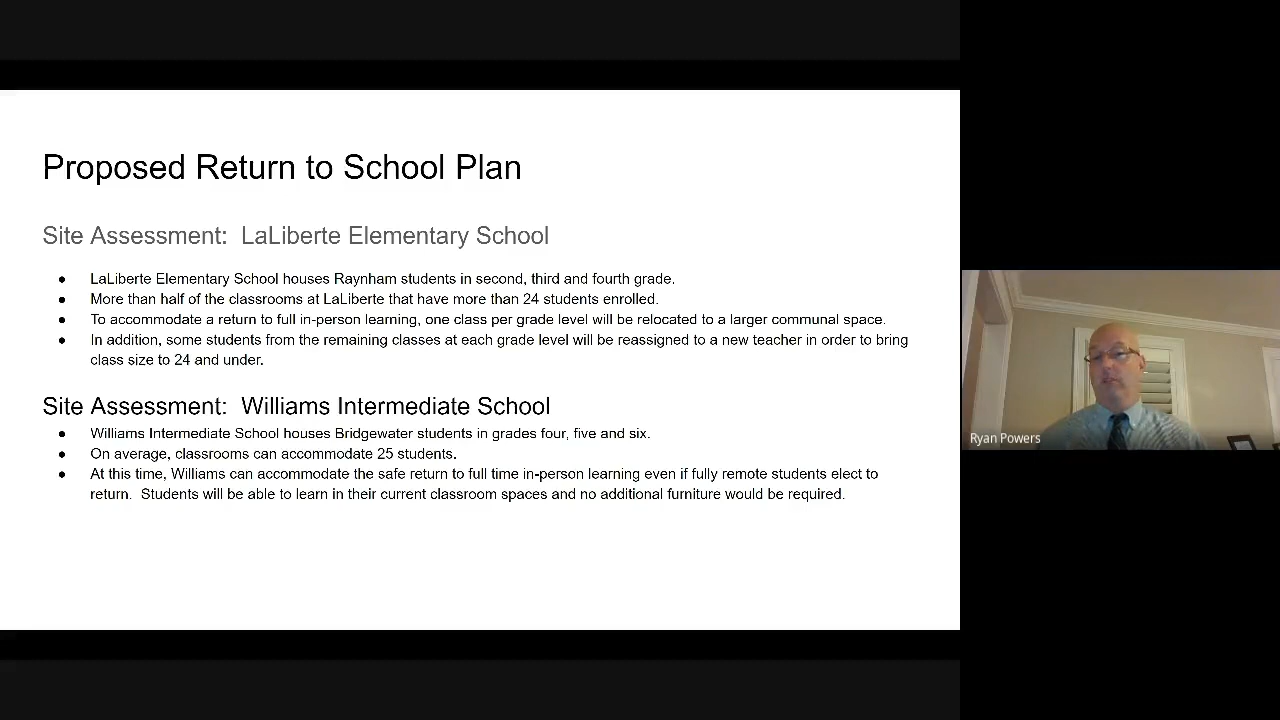 Proposed Return to School Plan
Site Assessment:  LaLiberte Elementary School
● LaLiberte Elementary School houses Raynham students in second, third and fourth grade.
● More than half of the classrooms at LaLiberte that have more than 24 students enrolled.
● To accommodate a return to full in-person learning, one class per grade level will be relocated to a larger communal space.
● In addition, some students from the remaining classes at each grade level will be reassigned to a new teacher in order to bring
class size to 24 and under.
Site Assessment:  Williams Intermediate School
● Williams Intermediate School houses Bridgewater students in grades four, five and six.
● On average, classrooms can accommodate 25 students.
● At this time, Williams can accommodate the safe return to full time in-person learning even if fully remote students elect to
return.  Students will be able to learn in their current classroom spaces and no additional furniture would be required.
Ryan Powers